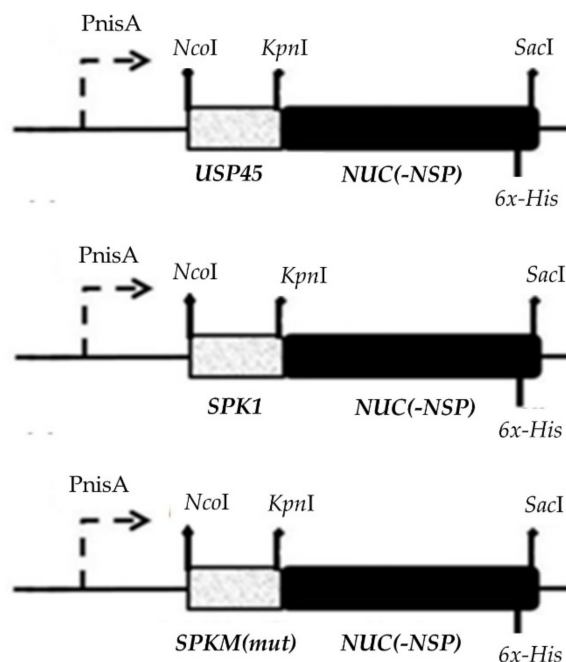 PnisA
NcoI KpnI SacI
USP45 NUC(-NSP)
6x-His
PnisA
NcoI KpnI SacI
SPK1 NUC(-NSP)
6x-His
PnisA
NcoI KpnI SacI
SPKM(mut) NUC(-NSP)
6x-His